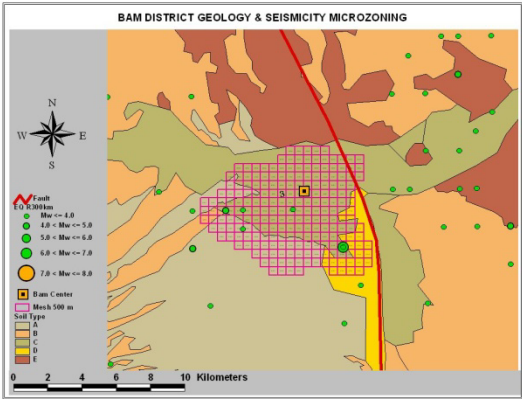 BAM DISTRICT GEOLOGY & SEISMICITY MICROZONING
N
W E
S
3
Fault
EQ R300km
Mw <= 4.0
4.0 < Mw <= 5.0
5.0 < Mw <= 6.0
6.0 < Mw <= 7.0
7.0 < Mw <= 8.0
Bam Center
Mesh 500 m
Soil Type
A
B
C
D
E
0 2 4 6 8 10 Kilometers